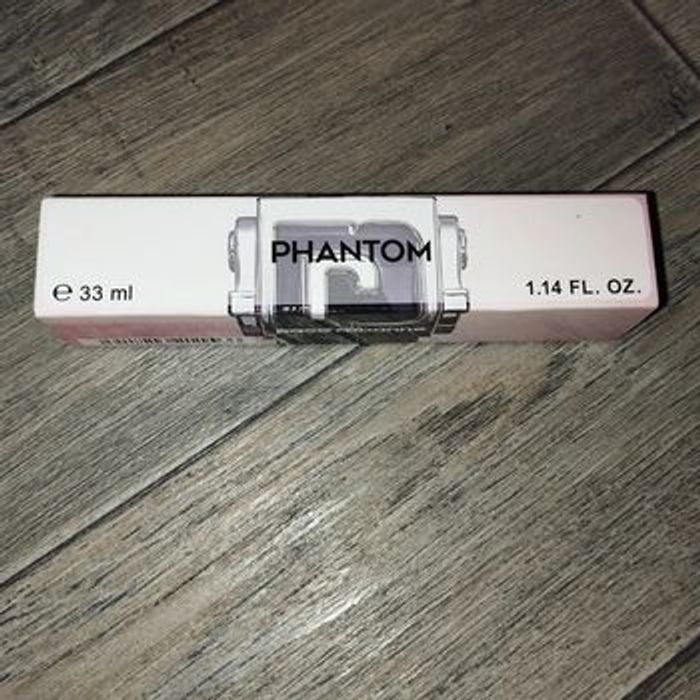 PHANTOM
℮ 33 ml
1.14 FL. OZ.